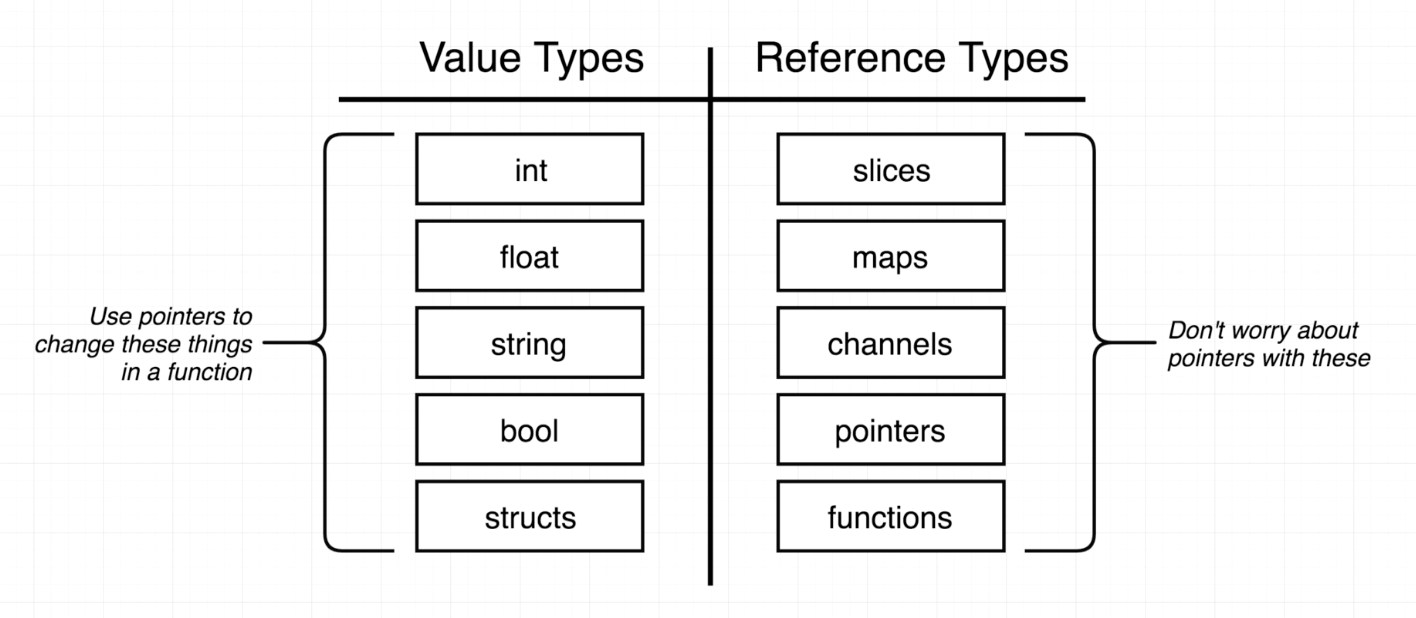 Value Types
Reference Types
int
float
string
bool
structs
slices
maps
channels
pointers
functions
Use pointers to
change these things
in a function
Don't worry about
pointers with these